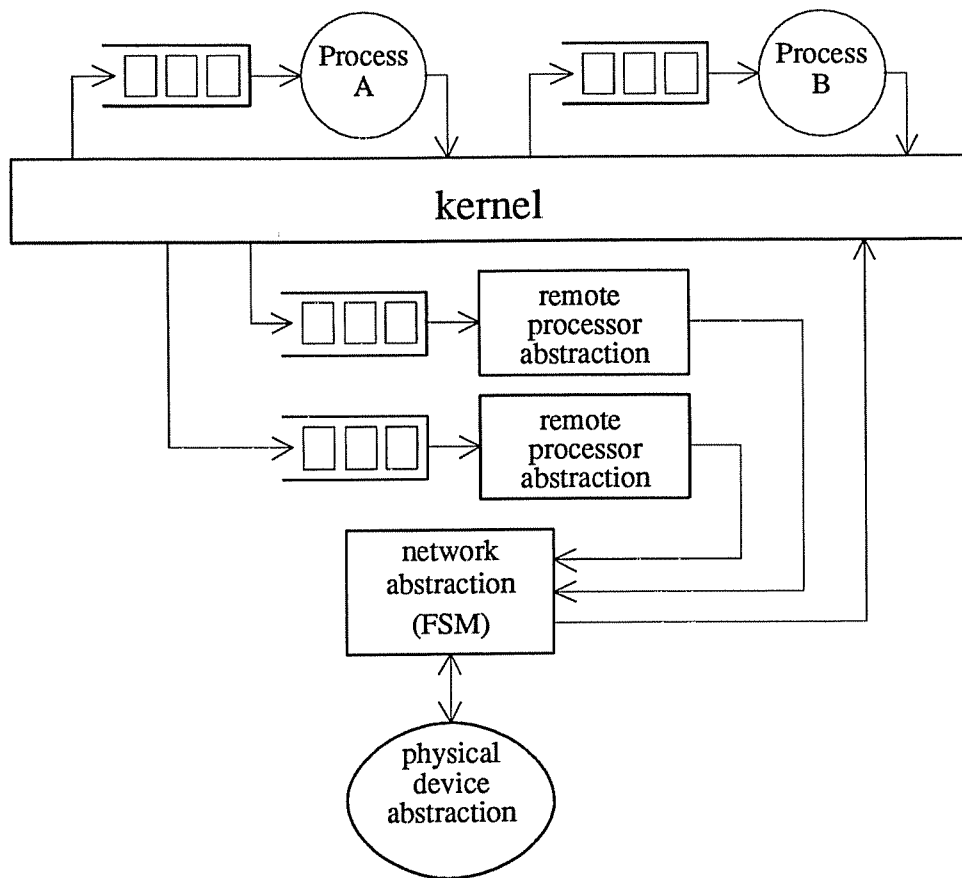 Process
A
Process
B
kernel
remote
processor
abstraction
remote
processor
abstraction
network
abstraction
(FSM)
physical
device
abstraction